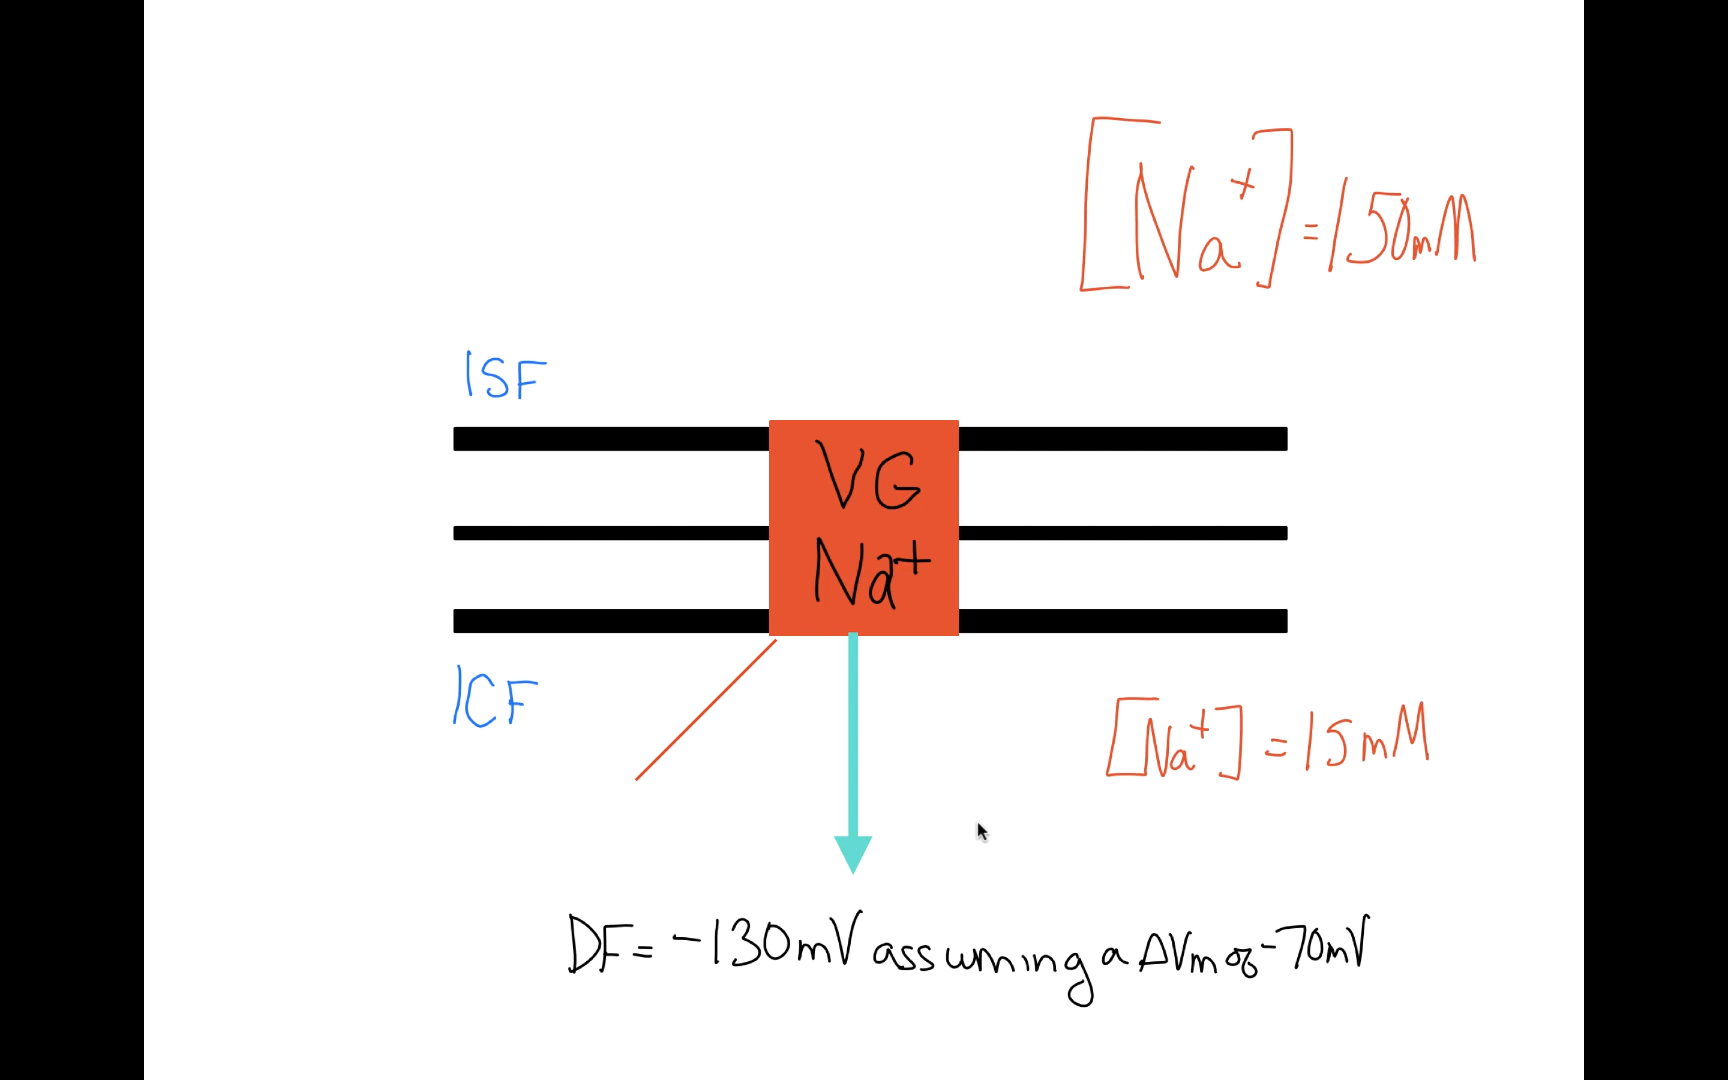 [Na⁺] = 150mM
ISF
VG
Na⁺
ICF
[Na⁺] = 15mM
DF = -130mV assuming a ΔVm of -70mV